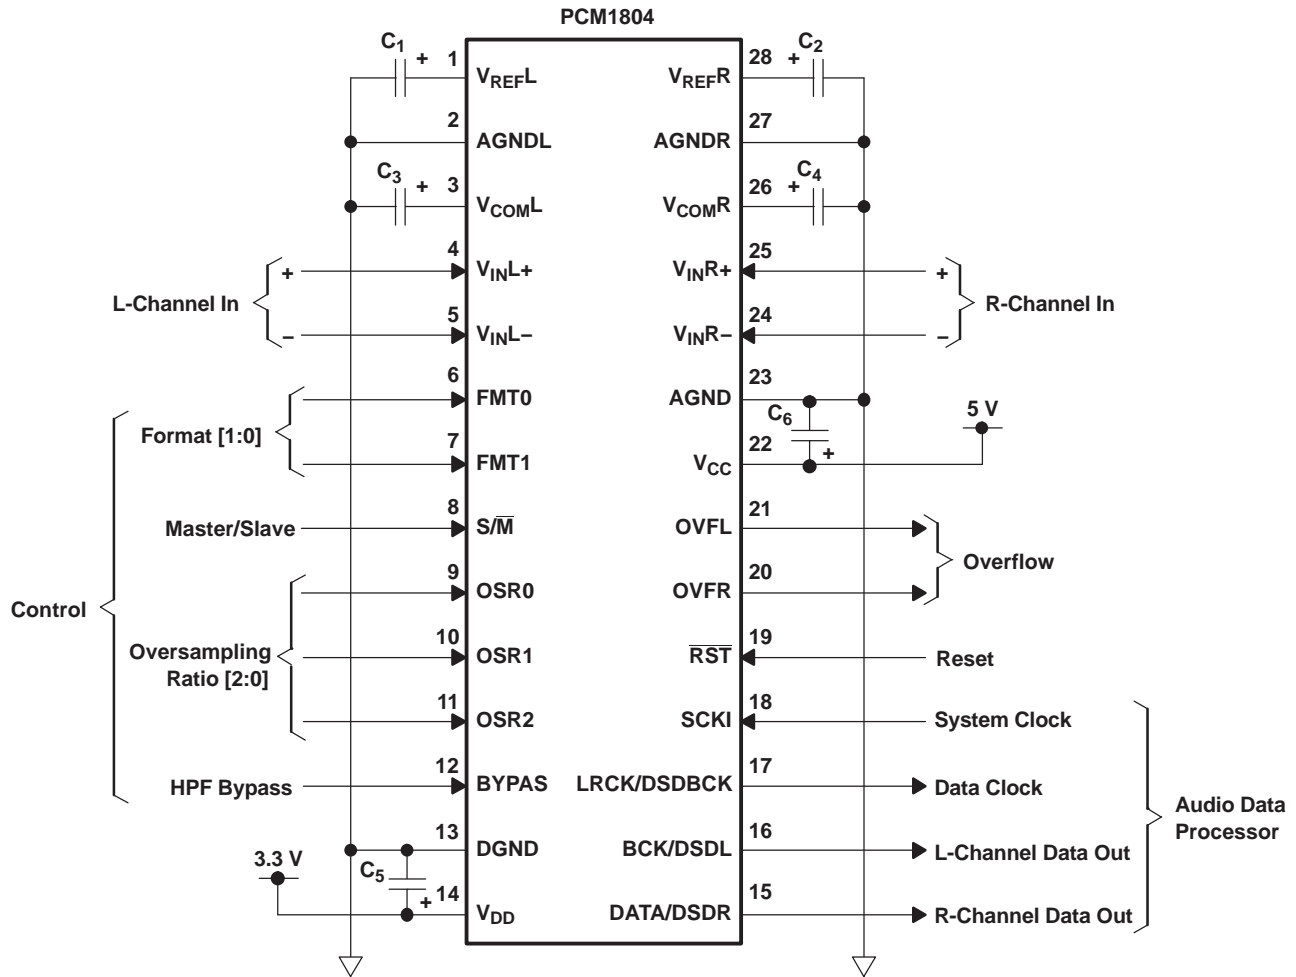 PCM1804
C1 + 1 VREFL
2 AGNDL
C3 + 3 VCOML
L-Channel In
+ 4 VINL+
− 5 VINL−
Control
Format [1:0]
6 FMT0
7 FMT1
Master/Slave 8 S/M̅
Oversampling
Ratio [2:0]
9 OSR0
10 OSR1
11 OSR2
HPF Bypass 12 BYPAS
13 DGND
3.3 V
C5 + 14 VDD
VREFR 28 + C2
AGNDR 27
VCOMR 26 + C4
VINR+ 25 +
VINR− 24 −
R-Channel In
AGND 23
C6 +
VCC 22
5 V
OVFL 21
OVFR 20
Overflow
R̅S̅T̅ 19 Reset
SCKI 18 System Clock
LRCK/DSDBCK 17 Data Clock
BCK/DSDL 16 L-Channel Data Out
DATA/DSDR 15 R-Channel Data Out
Audio Data
Processor